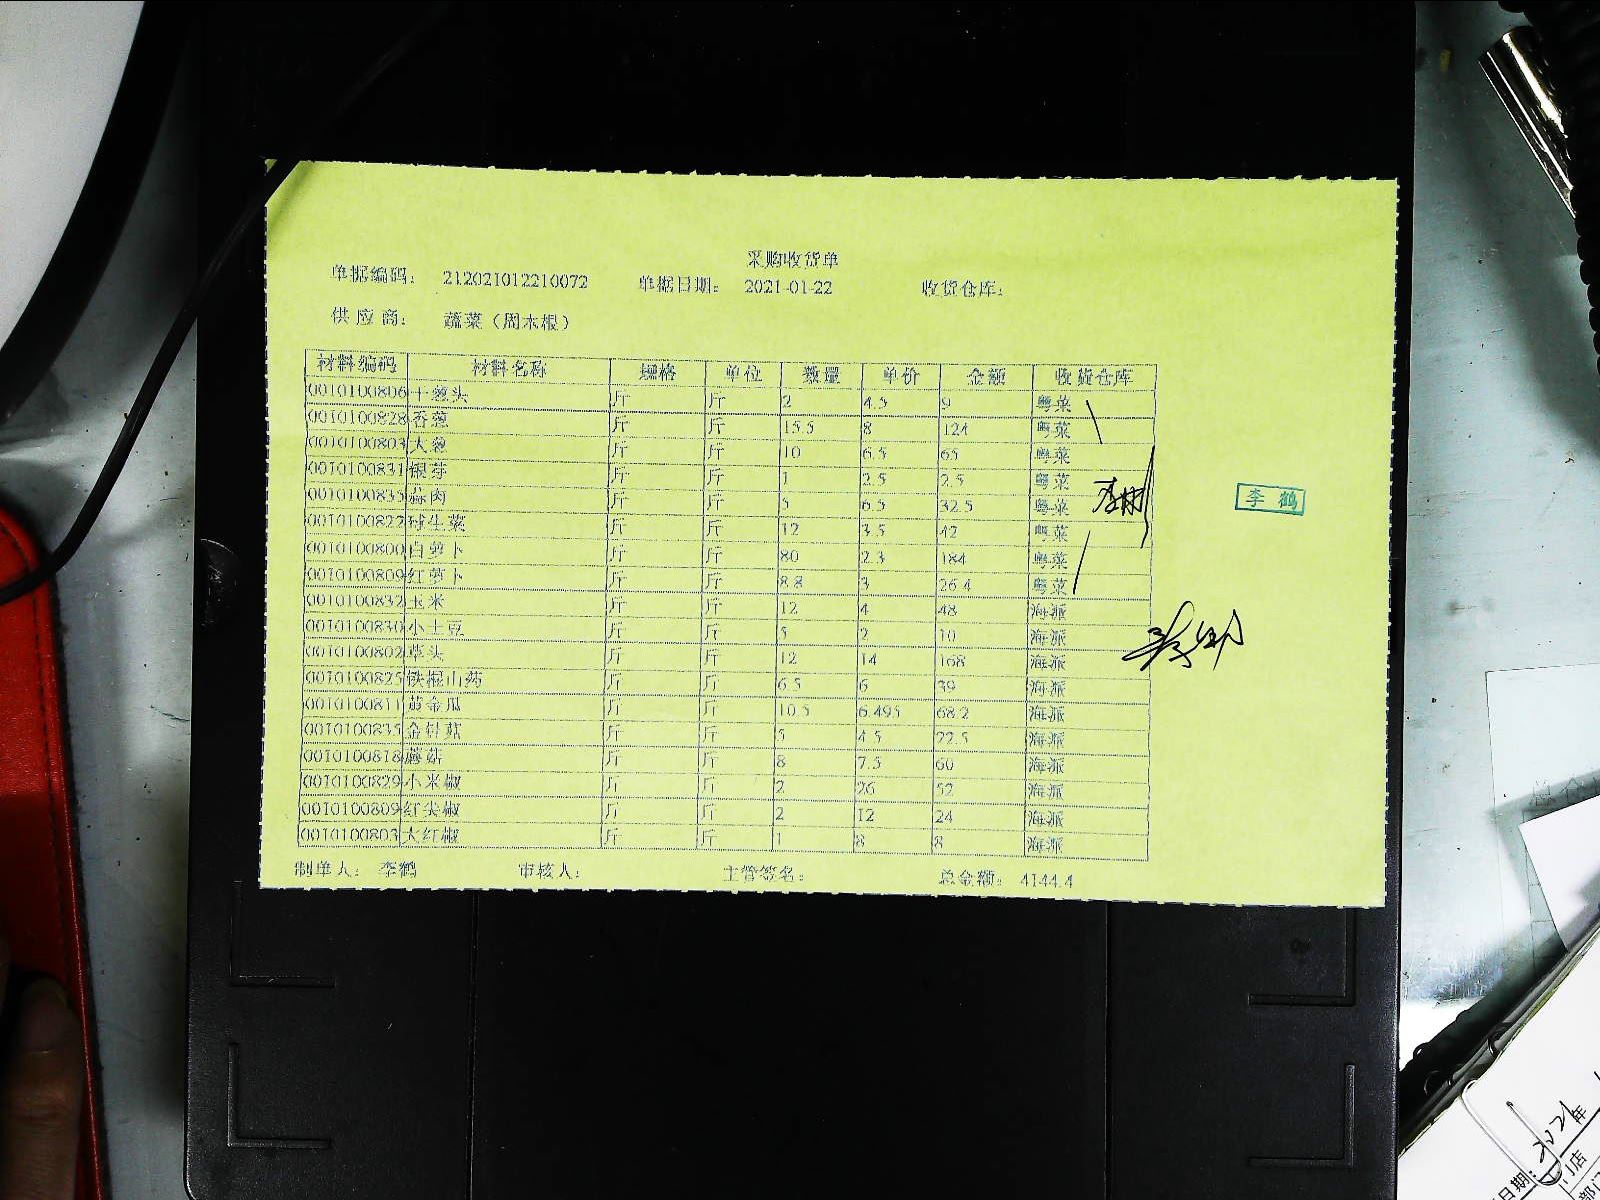 采购收货单
单据编码： 212021012210072 单据日期： 2021-01-22 收货仓库：
供 应 商： 蔬菜（周木根）
材料编码 材料名称 规格 单位 数量 单价 金额 收货仓库
0010100806 干葱头 斤 斤 2 4.5 9 粤菜
0010100828 香葱 斤 斤 15.5 8 124 粤菜
0010100803 大葱 斤 斤 10 6.5 65 粤菜
0010100831 银芽 斤 斤 1 2.5 2.5 粤菜
0010100835 蒜肉 斤 斤 5 6.5 32.5 粤菜
0010100822 球生菜 斤 斤 12 3.5 42 粤菜
0010100800 白萝卜 斤 斤 80 2.3 184 粤菜
0010100809 红萝卜 斤 斤 8.8 3 26.4 粤菜
0010100832 玉米 斤 斤 12 4 48 海派
0010100830 小土豆 斤 斤 5 2 10 海派
0010100802 草头 斤 斤 12 14 168 海派
0010100825 铁棍山药 斤 斤 6.5 6 39 海派
0010100811 黄金瓜 斤 斤 10.5 6.495 68.2 海派
0010100835 金针菇 斤 斤 5 4.5 22.5 海派
0010100818 蘑菇 斤 斤 8 7.5 60 海派
0010100829 小米椒 斤 斤 2 26 52 海派
0010100809 红尖椒 斤 斤 2 12 24 海派
0010100803 大红椒 斤 斤 1 8 8 海派
李鹤
制单人： 李鹤 审核人： 主管签名： 总金额： 4144.4
日期： 2021年
门店
部门